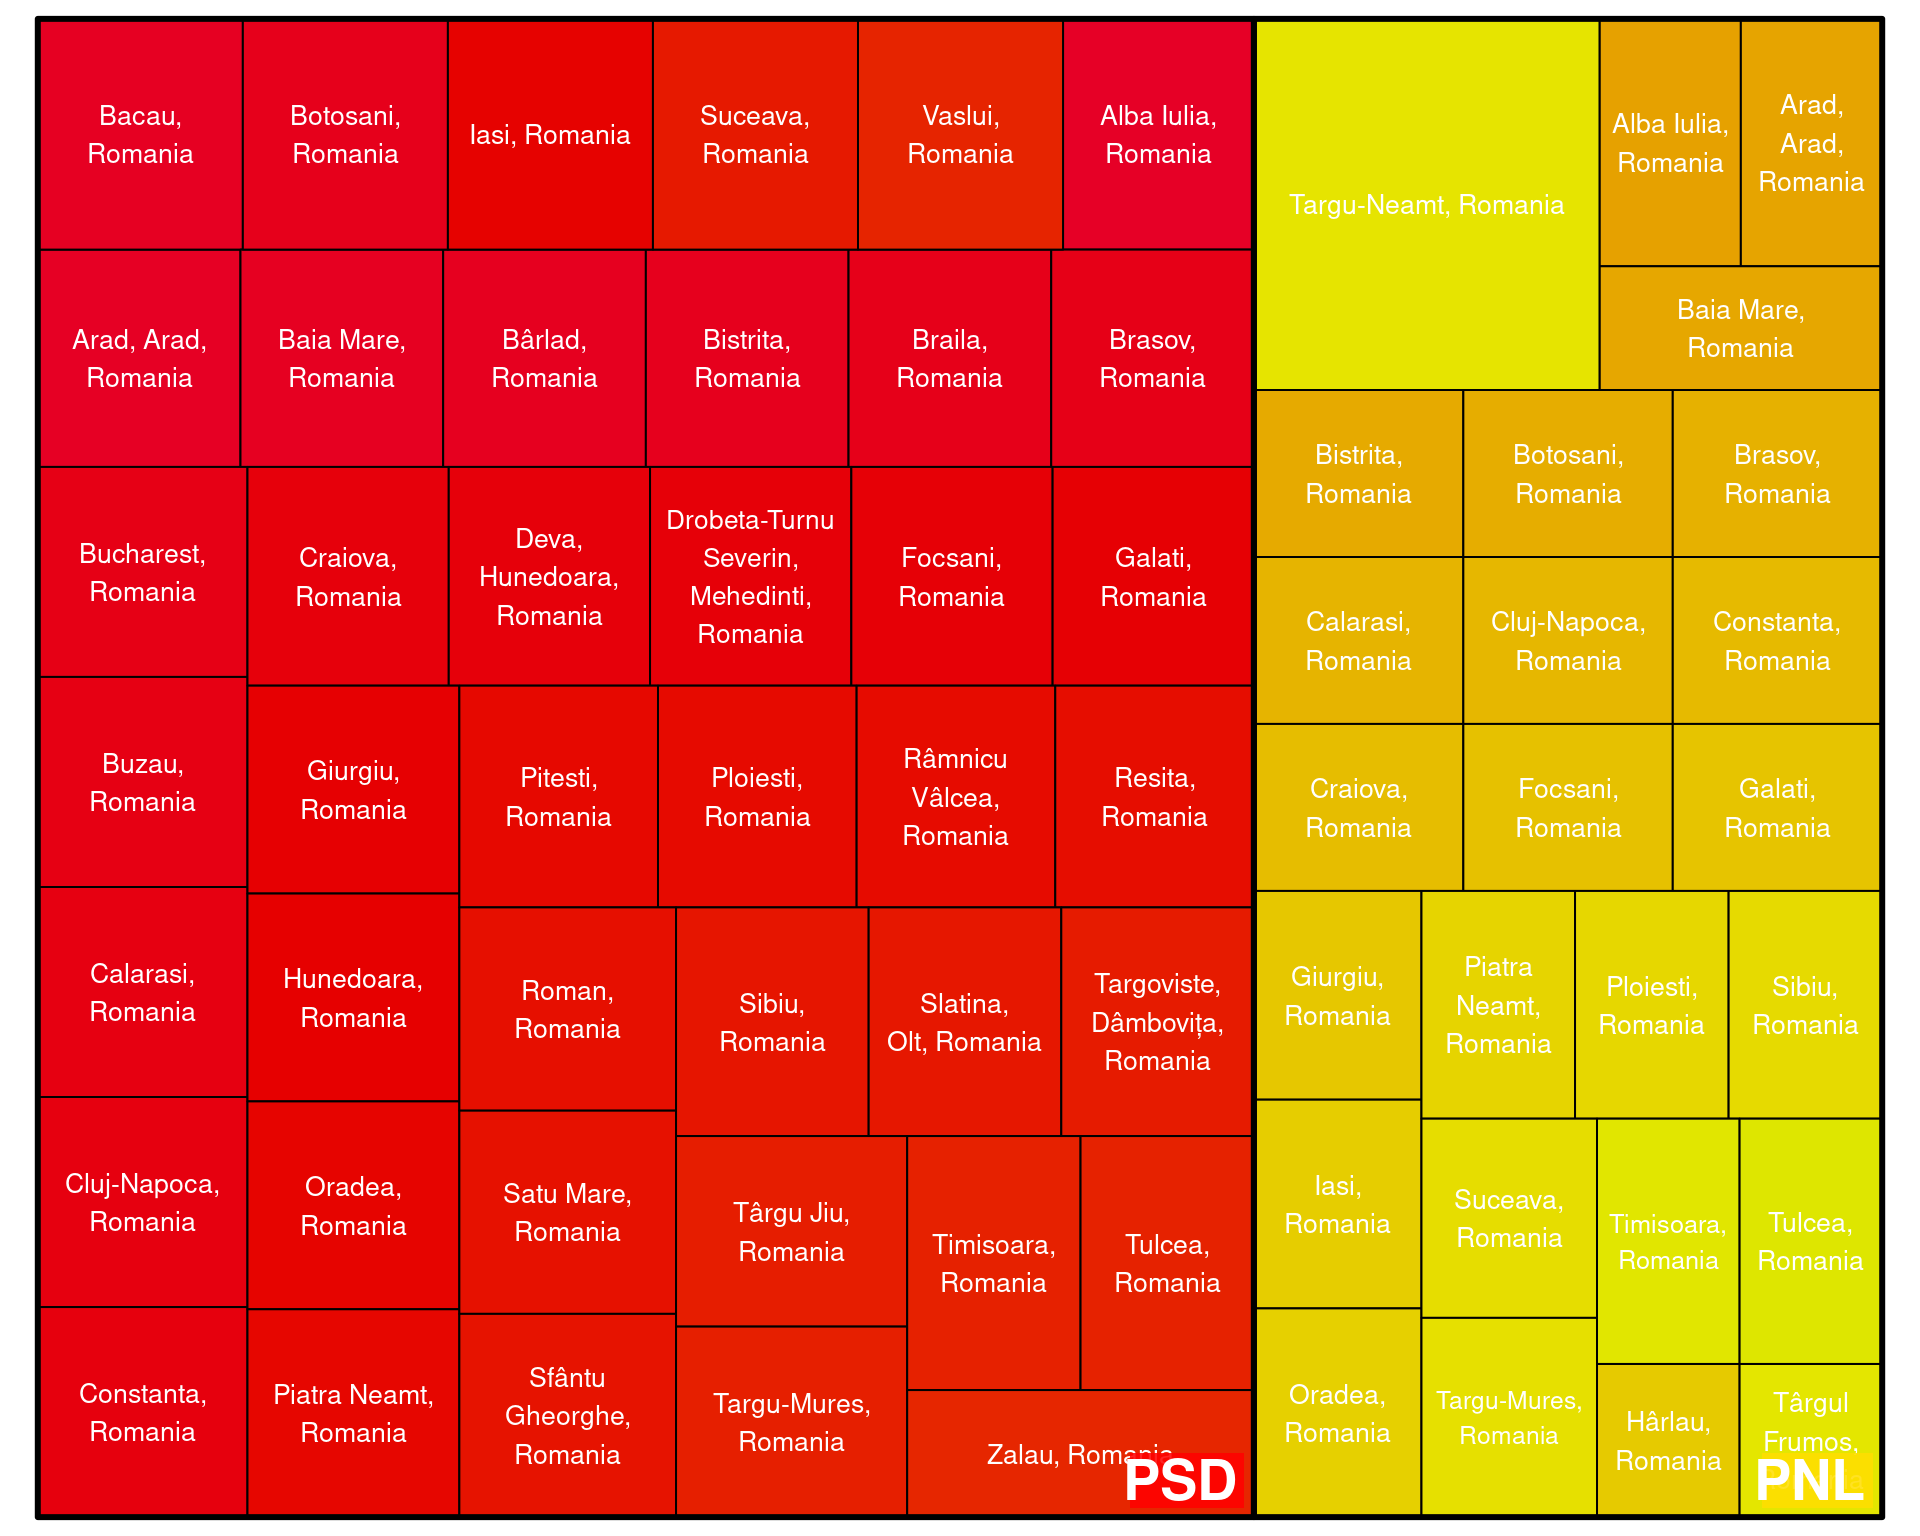 Bacau,
Romania
Botosani,
Romania
Iasi, Romania
Suceava,
Romania
Vaslui,
Romania
Alba Iulia,
Romania
Arad, Arad,
Romania
Baia Mare,
Romania
Bârlad,
Romania
Bistrita,
Romania
Braila,
Romania
Brasov,
Romania
Bucharest,
Romania
Craiova,
Romania
Deva,
Hunedoara,
Romania
Drobeta-Turnu
Severin,
Mehedinti,
Romania
Focsani,
Romania
Galati,
Romania
Buzau,
Romania
Giurgiu,
Romania
Pitesti,
Romania
Ploiesti,
Romania
Râmnicu
Vâlcea,
Romania
Resita,
Romania
Calarasi,
Romania
Hunedoara,
Romania
Roman,
Romania
Sibiu,
Romania
Slatina,
Olt, Romania
Targoviste,
Dâmbovița,
Romania
Cluj-Napoca,
Romania
Oradea,
Romania
Satu Mare,
Romania
Târgu Jiu,
Romania
Timisoara,
Romania
Tulcea,
Romania
Constanta,
Romania
Piatra Neamt,
Romania
Sfântu
Gheorghe,
Romania
Targu-Mures,
Romania
Zalau, Romania
PSD
Targu-Neamt, Romania
Alba Iulia,
Romania
Arad,
Arad,
Romania
Baia Mare,
Romania
Bistrita,
Romania
Botosani,
Romania
Brasov,
Romania
Calarasi,
Romania
Cluj-Napoca,
Romania
Constanta,
Romania
Craiova,
Romania
Focsani,
Romania
Galati,
Romania
Giurgiu,
Romania
Piatra
Neamt,
Romania
Ploiesti,
Romania
Sibiu,
Romania
Iasi,
Romania
Suceava,
Romania
Timisoara,
Romania
Tulcea,
Romania
Oradea,
Romania
Targu-Mures,
Romania
Hârlau,
Romania
Târgul
Frumos,
PNL